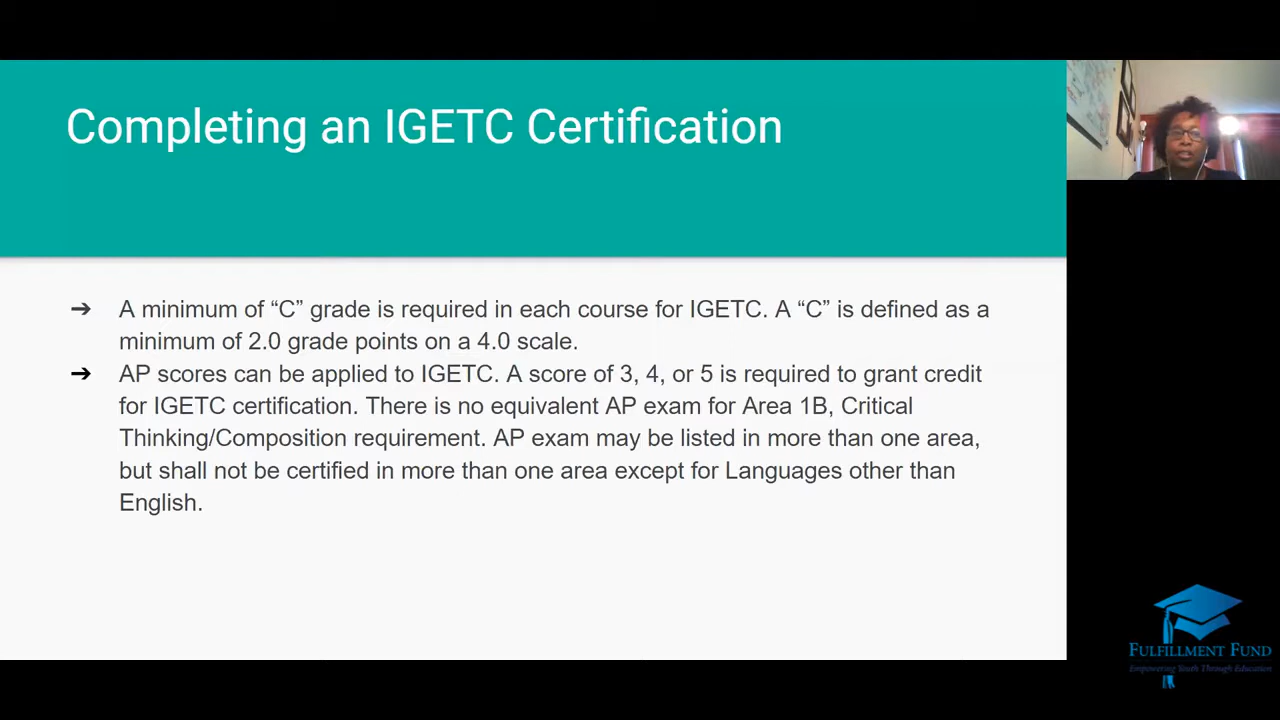 Completing an IGETC Certification
➔ A minimum of “C” grade is required in each course for IGETC. A “C” is defined as a
minimum of 2.0 grade points on a 4.0 scale.
➔ AP scores can be applied to IGETC. A score of 3, 4, or 5 is required to grant credit
for IGETC certification. There is no equivalent AP exam for Area 1B, Critical
Thinking/Composition requirement. AP exam may be listed in more than one area,
but shall not be certified in more than one area except for Languages other than
English.
FULFILLMENT FUND
Empowering Youth Through Education